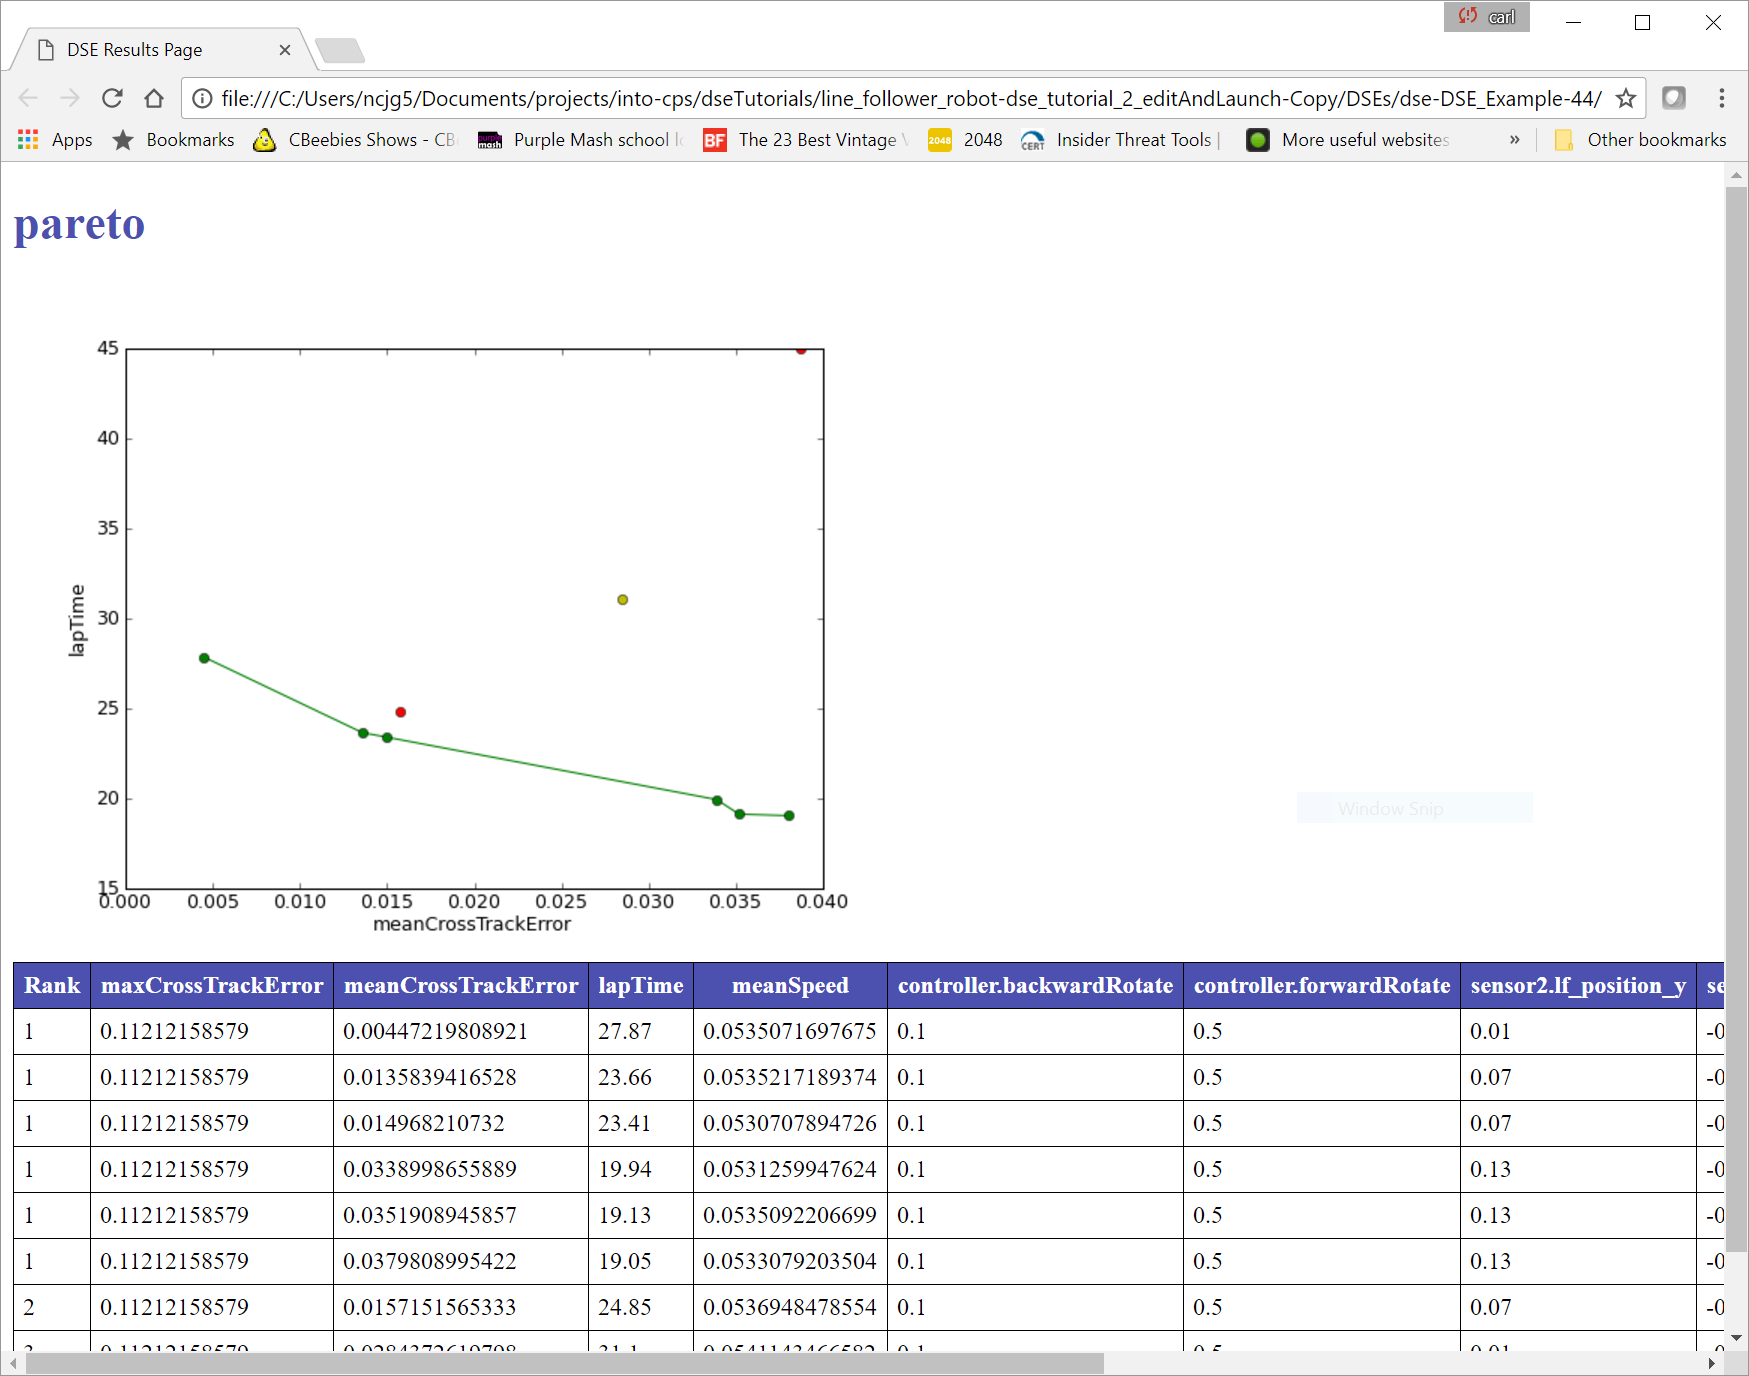 carl
DSE Results Page
file:///C:/Users/ncjg5/Documents/projects/into-cps/dseTutorials/line_follower_robot-dse_tutorial_2_editAndLaunch-Copy/DSEs/dse-DSE_Example-44/
Apps Bookmarks CBeebies Shows - CB Purple Mash school The 23 Best Vintage 2048 Insider Threat Tools | More useful websites » Other bookmarks
pareto
45
40
35
30
25
20
15
lapTime
0.000 0.005 0.010 0.015 0.020 0.025 0.030 0.035 0.040
meanCrossTrackError
Window Snip
Rank maxCrossTrackError meanCrossTrackError lapTime meanSpeed controller.backwardRotate controller.forwardRotate sensor2.lf_position_y se
1 0.11212158579 0.00447219808921 27.87 0.0535071697675 0.1 0.5 0.01 -0
1 0.11212158579 0.0135839416528 23.66 0.0535217189374 0.1 0.5 0.07 -0
1 0.11212158579 0.014968210732 23.41 0.0530707894726 0.1 0.5 0.07 -0
1 0.11212158579 0.0338998655889 19.94 0.0531259947624 0.1 0.5 0.13 -0
1 0.11212158579 0.0351908945857 19.13 0.0535092206699 0.1 0.5 0.13 -0
1 0.11212158579 0.0379808995422 19.05 0.0533079203504 0.1 0.5 0.13 -0
2 0.11212158579 0.0157151565333 24.85 0.0536948478554 0.1 0.5 0.07 -0